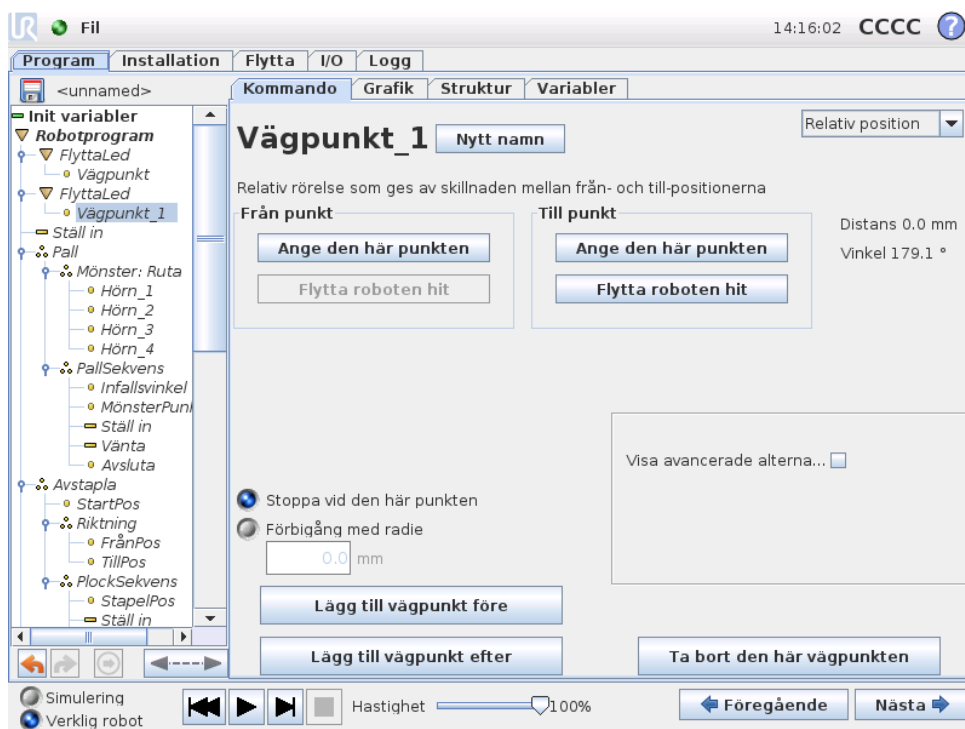 UR Fil 14:16:02 CCCC ?
Program Installation Flytta I/O Logg
<unnamed>
Kommando Grafik Struktur Variabler
Init variabler
Robotprogram
FlyttaLed
Vägpunkt
FlyttaLed
Vägpunkt_1
Ställ in
Pall
Mönster: Ruta
Hörn_1
Hörn_2
Hörn_3
Hörn_4
PallSekvens
Infallsvinkel
MönsterPun
Ställ in
Vänta
Avsluta
Avstapla
StartPos
Riktning
FrånPos
TillPos
PlockSekvens
StapelPos
Ställ in
Vägpunkt_1 Nytt namn
Relativ position
Relativ rörelse som ges av skillnaden mellan från- och till-positionerna
Från punkt
Ange den här punkten
Flytta roboten hit
Till punkt
Ange den här punkten
Flytta roboten hit
Distans 0.0 mm
Vinkel 179.1 °
Visa avancerade alterna...
Stoppa vid den här punkten
Förbigång med radie
0.0 mm
Lägg till vägpunkt före
Lägg till vägpunkt efter
Ta bort den här vägpunkten
Simulering
Verklig robot
Hastighet 100%
Föregående Nästa